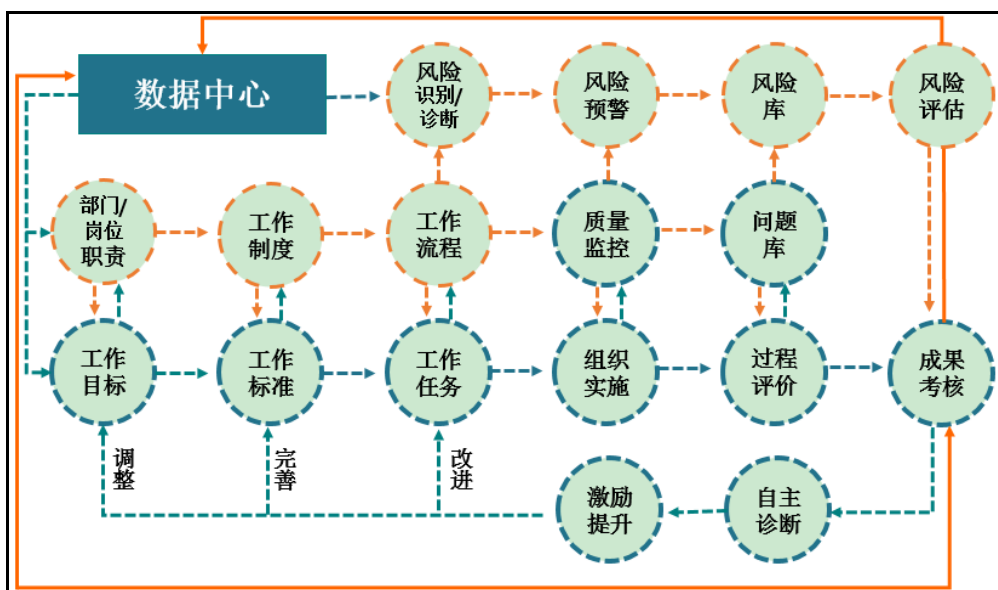 数据中心
风险
识别/
诊断
风险
预警
风险
库
风险
评估
部门/
岗位
职责
工作
制度
工作
流程
质量
监控
问题
库
工作
目标
工作
标准
工作
任务
组织
实施
过程
评价
成果
考核
调整
完善
改进
激励
提升
自主
诊断